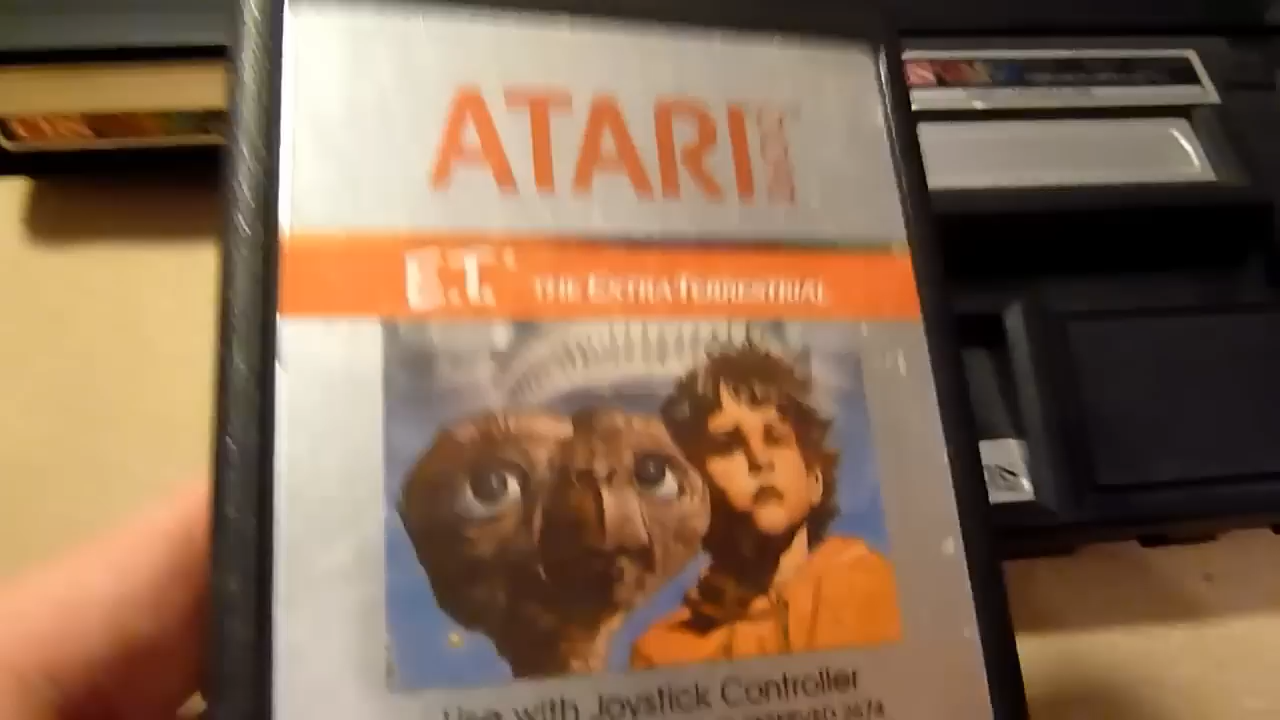 ATARI
E.T. THE EXTRA-TERRESTRIAL
Use with Joystick Controller